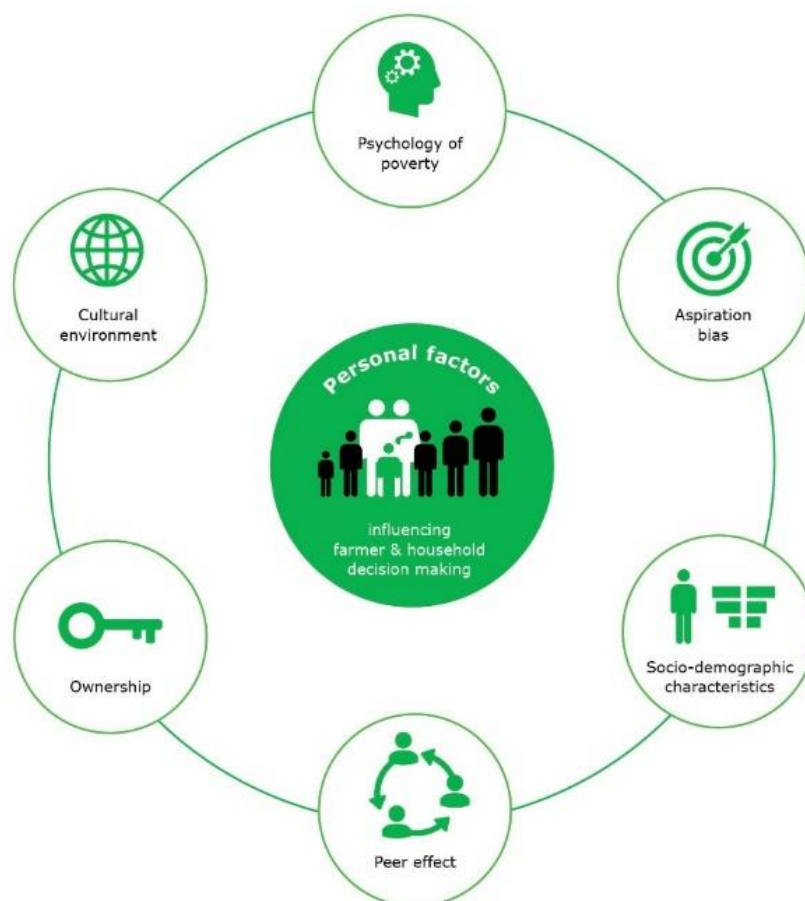 Psychology of
poverty
Cultural
environment
Aspiration
bias
Personal factors
influencing
farmer & household
decision making
Ownership
Socio-demographic
characteristics
Peer effect